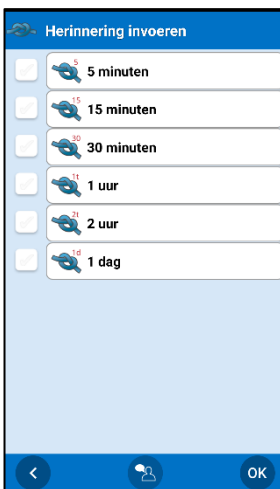 Herinnering invoeren
5
5 minuten
15
15 minuten
30
30 minuten
1t
1 uur
2t
2 uur
1d
1 dag
OK